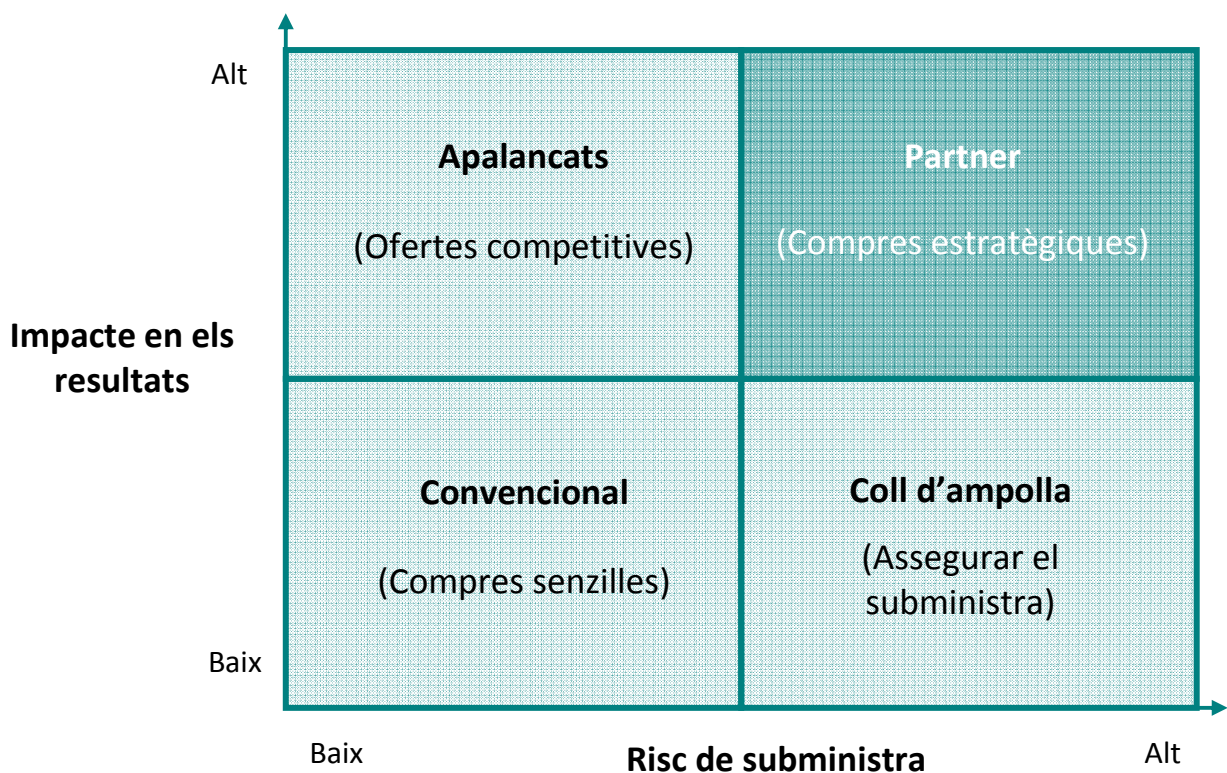 Alt
Apalancats
(Ofertes competitives)
Partner
(Compres estratègiques)
Impacte en els
resultats
Convencional
(Compres senzilles)
Coll d’ampolla
(Assegurar el
subministra)
Baix
Baix
Risc de subministra
Alt